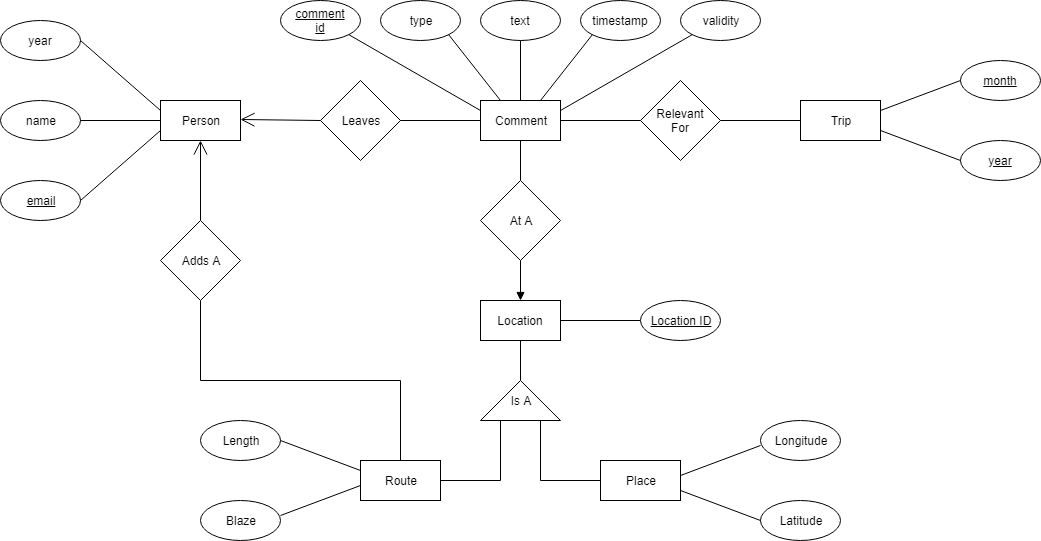 comment
id
type
text
timestamp
validity
year
name
email
Person
Leaves
Comment
Relevant
For
Trip
month
year
Adds A
At A
Location
Location ID
Is A
Length
Blaze
Route
Place
Longitude
Latitude